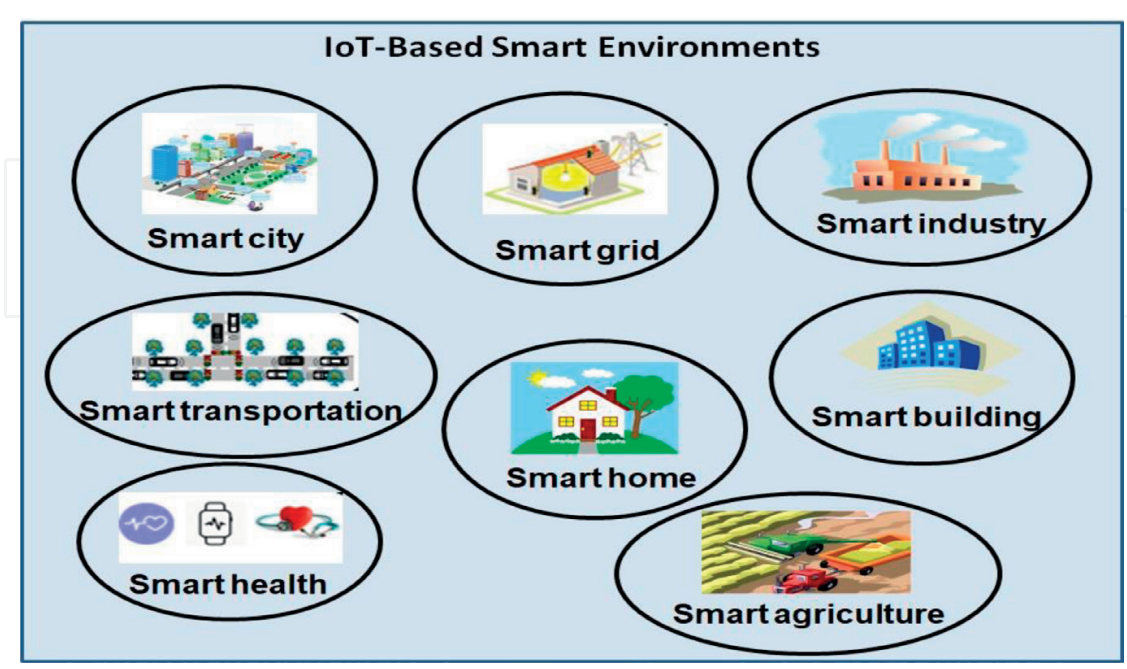 IoT-Based Smart Environments
Smart city
Smart grid
Smart industry
Smart transportation
Smart home
Smart building
Smart health
Smart agriculture